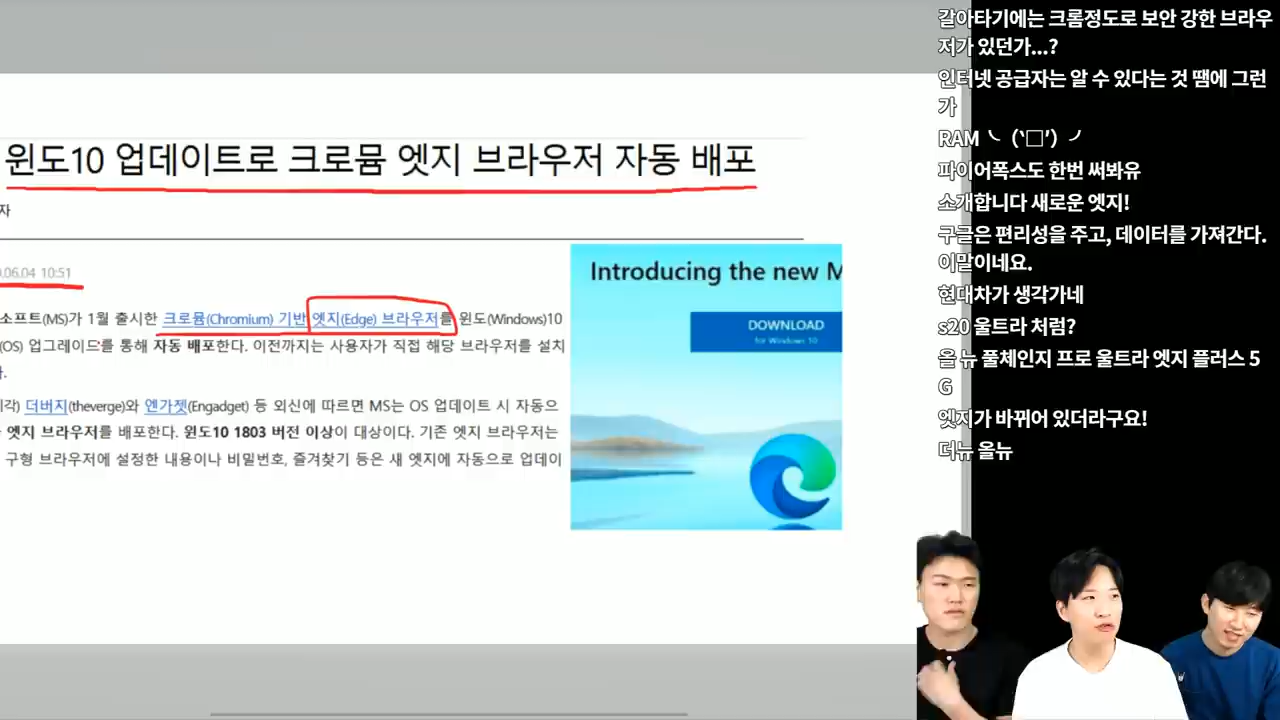 윈도10 업데이트로 크로뮴 엣지 브라우저 자동 배포
자
.06.04 10:51
소프트(MS)가 1월 출시한 크로뮴(Chromium) 기반 엣지(Edge) 브라우저를 윈도(Windows)10
(OS) 업그레이드를 통해 자동 배포한다. 이전까지는 사용자가 직접 해당 브라우저를 설치
각) 더버지(theverge)와 엔가젯(Engadget) 등 외신에 따르면 MS는 OS 업데이트 시 자동으
엣지 브라우저를 배포한다. 윈도10 1803 버전 이상이 대상이다. 기존 엣지 브라우저는
구형 브라우저에 설정한 내용이나 비밀번호, 즐겨찾기 등은 새 엣지에 자동으로 업데이
Introducing the new M
DOWNLOAD
for Windows 10
갈아타기에는 크롬정도로 보안 강한 브라우
저가 있던가...?
인터넷 공급자는 알 수 있다는 것 땜에 그런
가
RAM ╰ (‵□′) ╯
파이어폭스도 한번 써봐유
소개합니다 새로운 엣지!
구글은 편리성을 주고, 데이터를 가져간다.
이말이네요.
현대차가 생각가네
s20 울트라 처럼?
올 뉴 풀체인지 프로 울트라 엣지 플러스 5
G
엣지가 바뀌어 있더라구요!
더뉴 올뉴